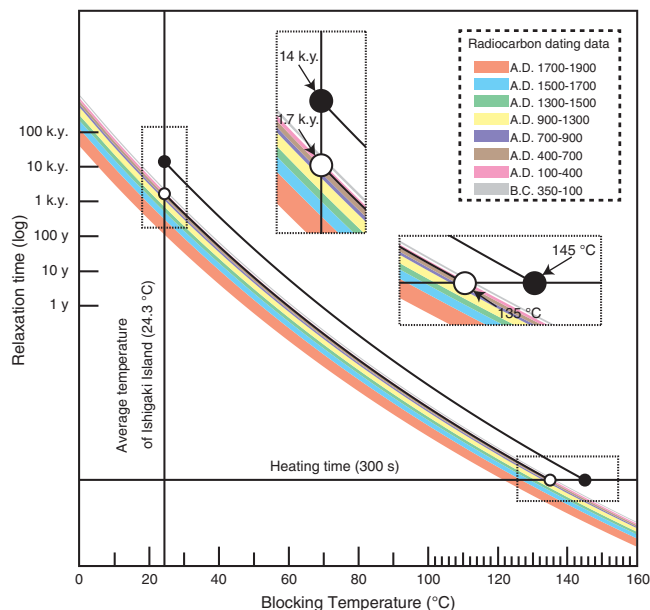 14 k.y.
1.7 k.y.
Radiocarbon dating data
A.D. 1700-1900
A.D. 1500-1700
A.D. 1300-1500
A.D. 900-1300
A.D. 700-900
A.D. 400-700
A.D. 100-400
B.C. 350-100
145 °C
135 °C
Relaxation time (log)
100 k.y.
10 k.y.
1 k.y.
100 y
10 y
1 y
Average temperature
of Ishigaki Island (24.3 °C)
Heating time (300 s)
0 20 40 60 80 100 120 140 160
Blocking Temperature (°C)